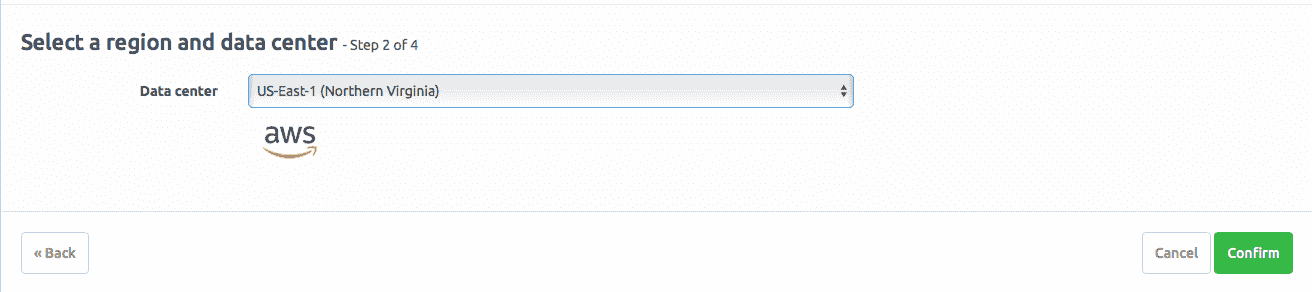 Select a region and data center - Step 2 of 4
Data center US-East-1 (Northern Virginia)
aws
« Back Cancel Confirm